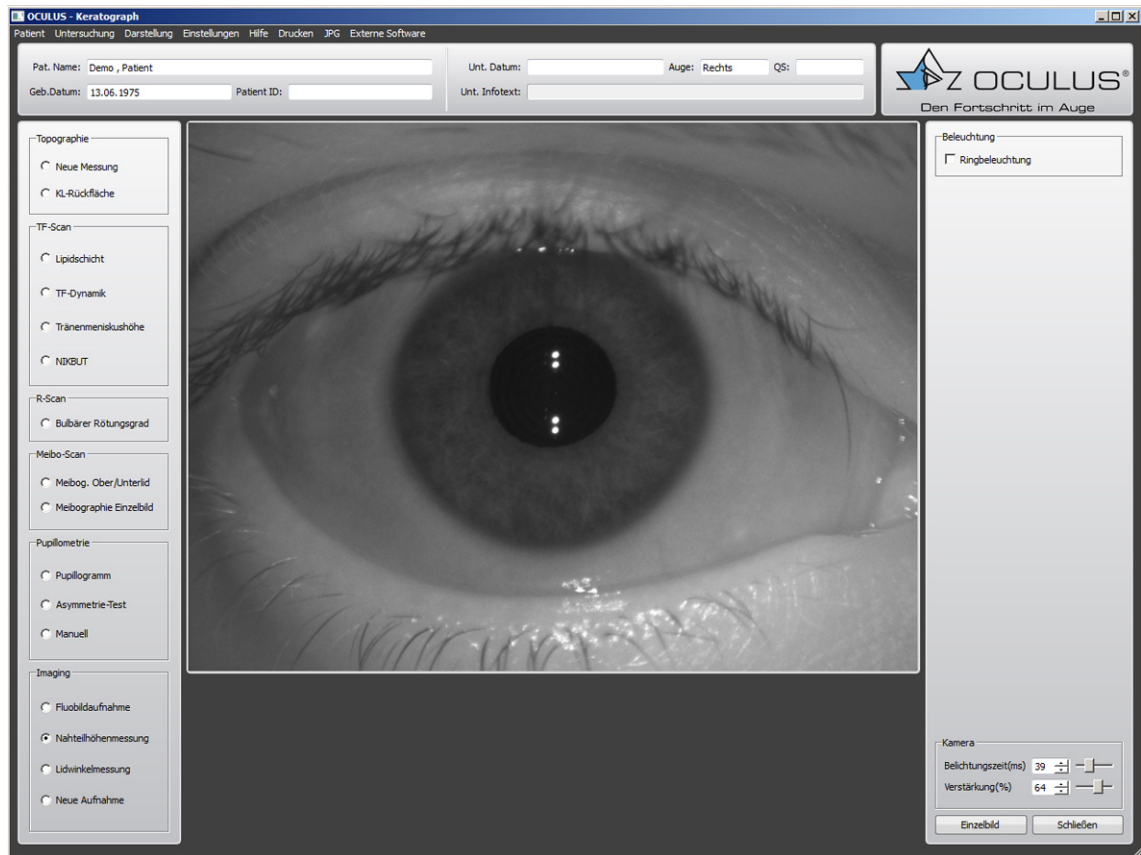 OCULUS - Keratograph
Patient Untersuchung Darstellung Einstellungen Hilfe Drucken JPG Externe Software
Pat. Name: Demo , Patient
Geb.Datum: 13.06.1975 Patient ID:
Unt. Datum: Auge: Rechts QS:
Unt. Infotext:
OCULUS®
Den Fortschritt im Auge
Topographie
Neue Messung
KL-Rückfläche
TF-Scan
Lipidschicht
TF-Dynamik
Tränenmeniskushöhe
NIKBUT
R-Scan
Bulbärer Rötungsgrad
Meibo-Scan
Meibog. Ober/Unterlid
Meibographie Einzelbild
Pupillometrie
Pupillogramm
Asymmetrie-Test
Manuell
Imaging
Fluobildaufnahme
Nahteilhöhenmessung
Lidwinkelmessung
Neue Aufnahme
Beleuchtung
Ringbeleuchtung
Kamera
Belichtungszeit(ms) 39
Verstärkung(%) 64
Einzelbild Schließen